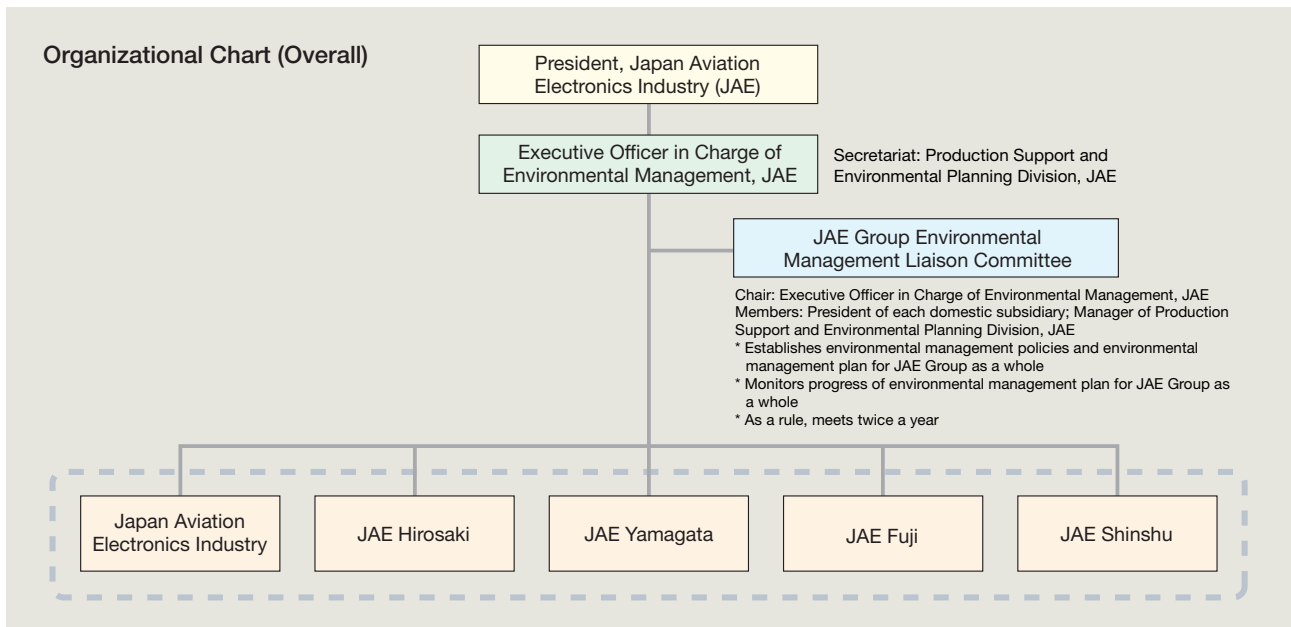 Organizational Chart (Overall)
President, Japan Aviation
Electronics Industry (JAE)
Executive Officer in Charge of
Environmental Management, JAE
Secretariat: Production Support and
Environmental Planning Division, JAE
JAE Group Environmental
Management Liaison Committee
Chair: Executive Officer in Charge of Environmental Management, JAE
Members: President of each domestic subsidiary; Manager of Production
Support and Environmental Planning Division, JAE
* Establishes environmental management policies and environmental
management plan for JAE Group as a whole
* Monitors progress of environmental management plan for JAE Group as
a whole
* As a rule, meets twice a year
Japan Aviation
Electronics Industry
JAE Hirosaki
JAE Yamagata
JAE Fuji
JAE Shinshu